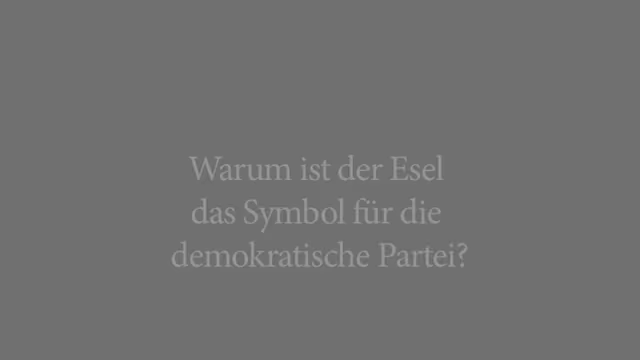 Warum ist der Esel
das Symbol für die
demokratische Partei?